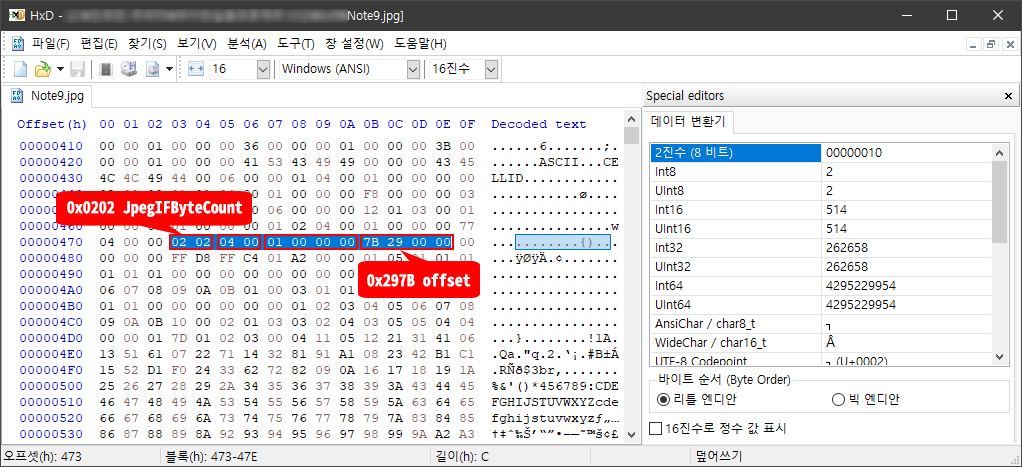 HxD - Note9.jpg]
파일(F) 편집(E) 찾기(S) 보기(V) 분석(A) 도구(T) 창 설정(W) 도움말(H)
16 Windows (ANSI) 16진수
Note9.jpg
Offset(h) 00 01 02 03 04 05 06 07 08 09 0A 0B 0C 0D 0E 0F Decoded text
00000410 00 00 01 00 00 00 36 00 00 00 01 00 00 00 3B 00 ......6.......;.
00000420 00 00 01 00 00 00 41 53 43 49 49 00 00 00 43 45 ......ASCII...CE
00000430 4C 4C 49 44 00 06 00 00 01 04 00 01 00 00 00 00 LLID............
01 00 00 00 F8 00 00 00 ...........ø....
06 00 00 00 12 01 03 00 01 ................
0x0202 JpegIFByteCount
01 02 04 00 01 00 00 00 77 ...............w
00000470 04 00 00 02 02 04 00 01 00 00 00 7B 29 00 00 00 ...........{)...
00000480 00 00 00 FF D8 FF C4 01 A2 00 00 01 05 01 01 01 ...ÿØÿÄ.¢.......
00000490 01 01 01 00 00 00 00 00 00 00 ................
0x297B offset
000004A0 06 07 08 09 0A 0B 01 00 03 01 01 ................
000004B0 01 01 00 00 00 00 00 00 01 02 03 04 05 06 07 08 ................
000004C0 09 0A 0B 10 00 02 01 03 03 02 04 03 05 05 04 04 ................
000004D0 00 00 01 7D 01 02 03 00 04 11 05 12 21 31 41 06 ...}........!1A.
000004E0 13 51 61 07 22 71 14 32 81 91 A1 08 23 42 B1 C1 .Qa."q.2.‘¡.#B±Á
000004F0 15 52 D1 F0 24 33 62 72 82 09 0A 16 17 18 19 1A .RÑð$3br‚.......
00000500 25 26 27 28 29 2A 34 35 36 37 38 39 3A 43 44 45 %&'()*456789:CDE
00000510 46 47 48 49 4A 53 54 55 56 57 58 59 5A 63 64 65 FGHIJSTUVWXYZcde
00000520 66 67 68 69 6A 73 74 75 76 77 78 79 7A 83 84 85 fghijstuvwxyzƒ„…
00000530 86 87 88 89 8A 92 93 94 95 96 97 98 99 9A A2 A3 †‡ˆ‰Š’“”•–—˜™š¢£
Special editors
데이터 변환기
2진수 (8 비트) 00000010
Int8 2
UInt8 2
Int16 514
UInt16 514
Int32 262658
UInt32 262658
Int64 4295229954
UInt64 4295229954
AnsiChar / char8_t ┐
WideChar / char16_t Ȃ
UTF-8 Codepoint ┐ (U+0002)
바이트 순서 (Byte Order)
리틀 엔디안 빅 엔디안
16진수로 정수 값 표시
오프셋(h): 473 블록(h): 473-47E 길이(h): C 덮어쓰기